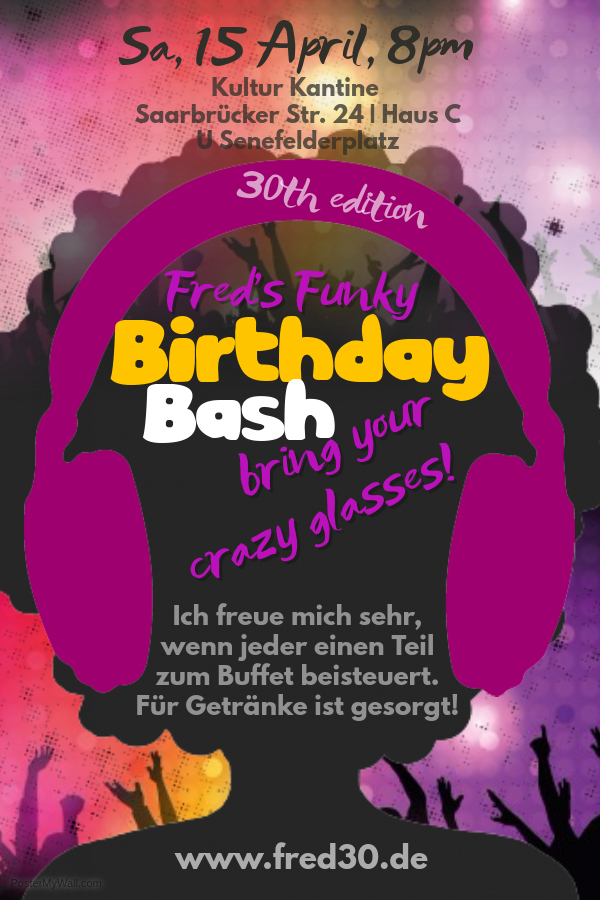 Sa, 15 April, 8pm
Kultur Kantine
Saarbrücker Str. 24 | Haus C
U Senefelderplatz
30th edition
Fred's Funky
Birthday
Bash
bring your
crazy glasses!
Ich freue mich sehr,
wenn jeder einen Teil
zum Buffet beisteuert.
Für Getränke ist gesorgt!
www.fred30.de
PosterMyWall.com